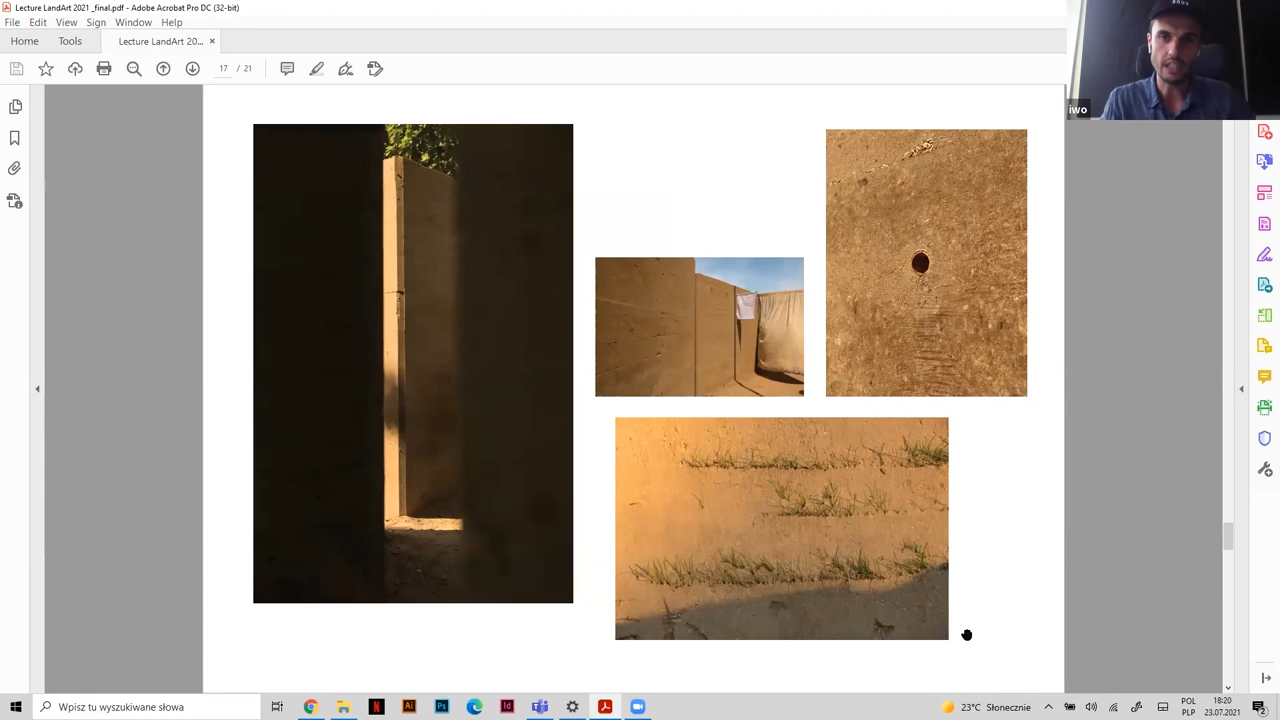 Lecture LandArt 2021 _final.pdf - Adobe Acrobat Pro DC (32-bit)
File Edit View Sign Window Help
Home Tools Lecture LandArt 20... ×
17 / 21
iwo
Wpisz tu wyszukiwane słowa
23°C Słonecznie
POL
PLP
18:20
23.07.2021
2